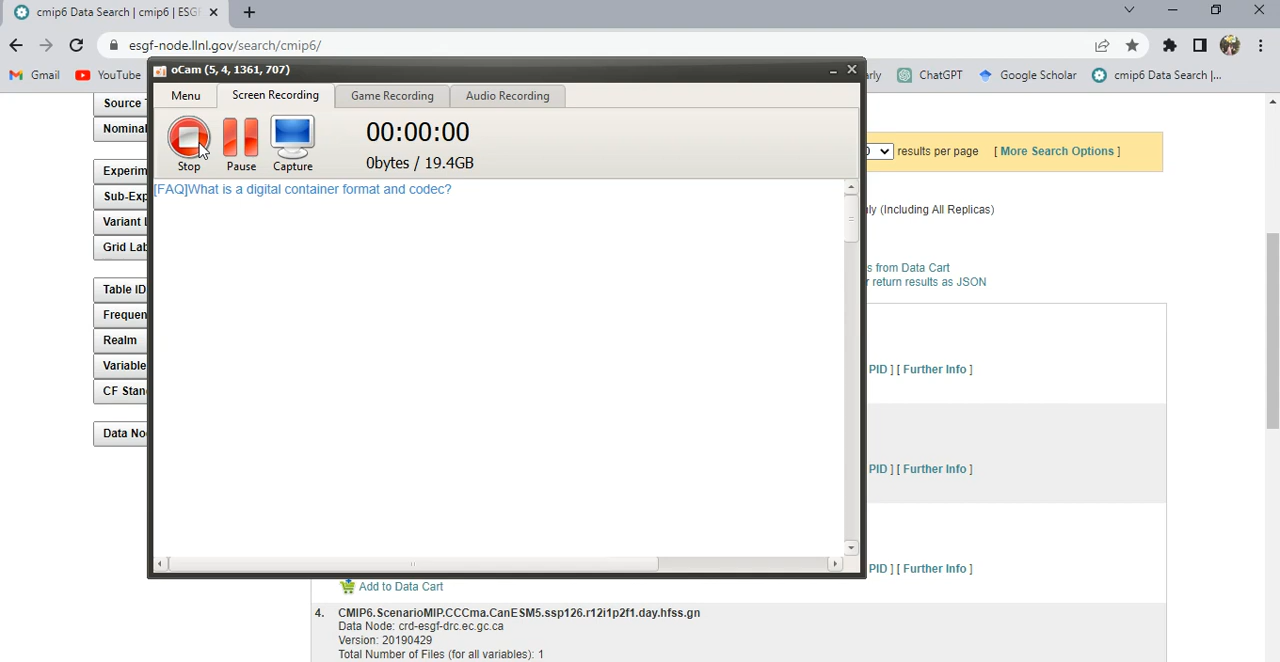 cmip6 Data Search | cmip6 | ESG
esgf-node.llnl.gov/search/cmip6/
Gmail
YouTube
ChatGPT
Google Scholar
cmip6 Data Search |...
oCam (5, 4, 1361, 707)
Menu
Screen Recording
Game Recording
Audio Recording
00:00:00
0bytes / 19.4GB
Stop
Pause
Capture
[FAQ]What is a digital container format and codec?
Source
Nominal
Experim
Sub-Exp
Variant
Grid Lab
Table ID
Frequen
Realm
Variable
CF Stan
Data No
results per page [ More Search Options ]
(Including All Replicas)
from Data Cart
return results as JSON
PID ] [ Further Info ]
PID ] [ Further Info ]
PID ] [ Further Info ]
Add to Data Cart
4. CMIP6.ScenarioMIP.CCCma.CanESM5.ssp126.r12i1p2f1.day.hfss.gn
Data Node: crd-esgf-drc.ec.gc.ca
Version: 20190429
Total Number of Files (for all variables): 1